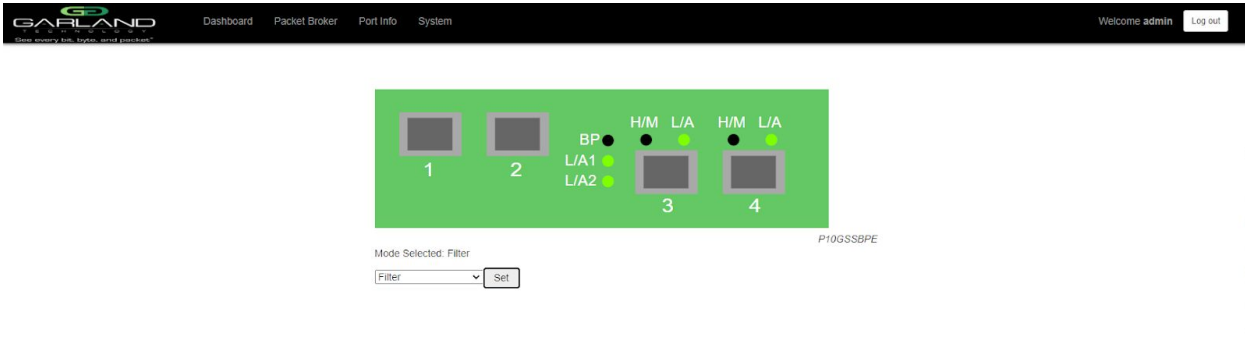 GARLAND
TECHNOLOGY
See every bit, byte, and packet®
Dashboard Packet Broker Port Info System
Welcome admin Log out
H/M L/A H/M L/A
BP
L/A1
L/A2
1 2
3 4
P10GSSBPE
Mode Selected: Filter
Filter Set